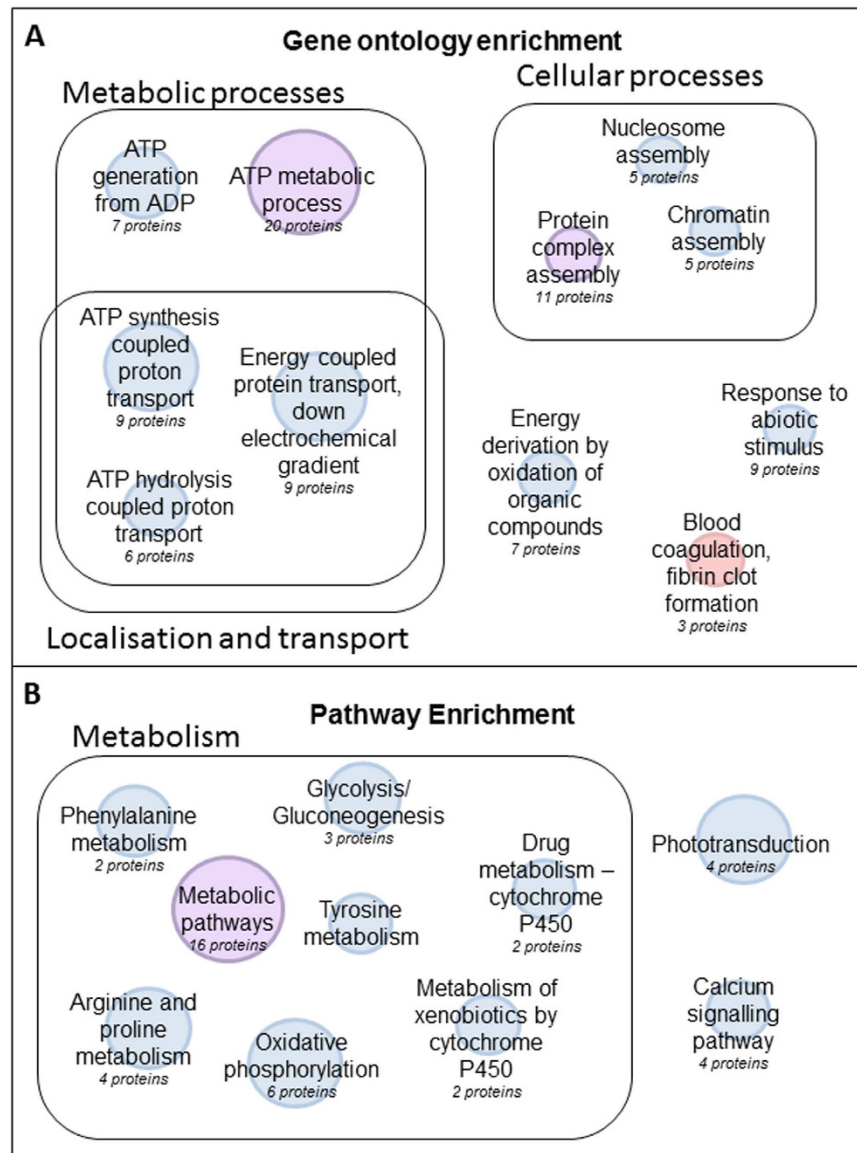 A
Gene ontology enrichment
Metabolic processes
ATP
generation
from ADP
7 proteins
ATP metabolic
process
20 proteins
ATP synthesis
coupled
proton
transport
9 proteins
Energy coupled
protein transport,
down
electrochemical
gradient
9 proteins
ATP hydrolysis
coupled proton
transport
6 proteins
Localisation and transport
Cellular processes
Nucleosome
assembly
5 proteins
Protein
complex
assembly
11 proteins
Chromatin
assembly
5 proteins
Energy
derivation by
oxidation of
organic
compounds
7 proteins
Response to
abiotic
stimulus
9 proteins
Blood
coagulation,
fibrin clot
formation
3 proteins
B
Pathway Enrichment
Metabolism
Phenylalanine
metabolism
2 proteins
Glycolysis/
Gluconeogenesis
3 proteins
Metabolic
pathways
16 proteins
Tyrosine
metabolism
Drug
metabolism –
cytochrome
P450
2 proteins
Arginine and
proline
metabolism
4 proteins
Oxidative
phosphorylation
6 proteins
Metabolism of
xenobiotics by
cytochrome
P450
2 proteins
Phototransduction
4 proteins
Calcium
signalling
pathway
4 proteins